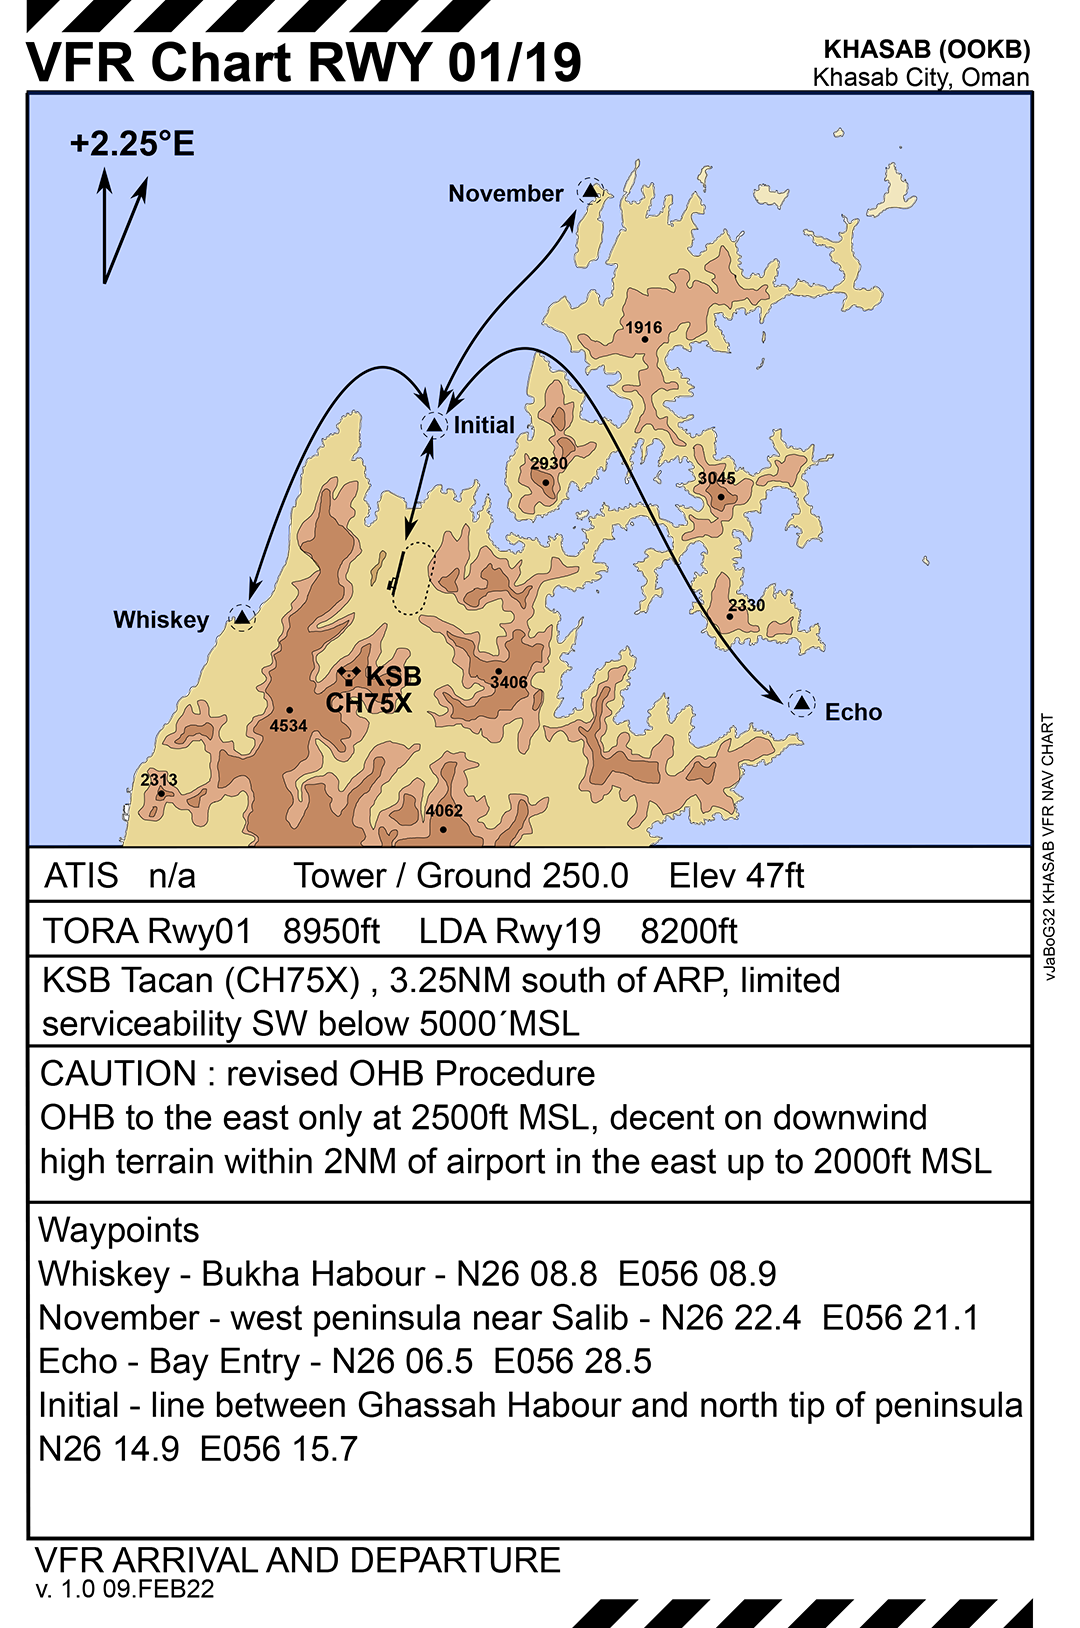 VFR Chart RWY 01/19
KHASAB (OOKB)
Khasab City, Oman
+2.25°E
November
1916
Initial
2930
3045
Whiskey
2330
KSB
CH75X
3406
4534
Echo
2313
4062
ATIS n/a Tower / Ground 250.0 Elev 47ft
TORA Rwy01 8950ft LDA Rwy19 8200ft
KSB Tacan (CH75X) , 3.25NM south of ARP, limited
serviceability SW below 5000´MSL
CAUTION : revised OHB Procedure
OHB to the east only at 2500ft MSL, decent on downwind
high terrain within 2NM of airport in the east up to 2000ft MSL
Waypoints
Whiskey - Bukha Habour - N26 08.8 E056 08.9
November - west peninsula near Salib - N26 22.4 E056 21.1
Echo - Bay Entry - N26 06.5 E056 28.5
Initial - line between Ghassah Habour and north tip of peninsula
N26 14.9 E056 15.7
VFR ARRIVAL AND DEPARTURE
v. 1.0 09.FEB22
vJaBoG32 KHASAB VFR NAV CHART